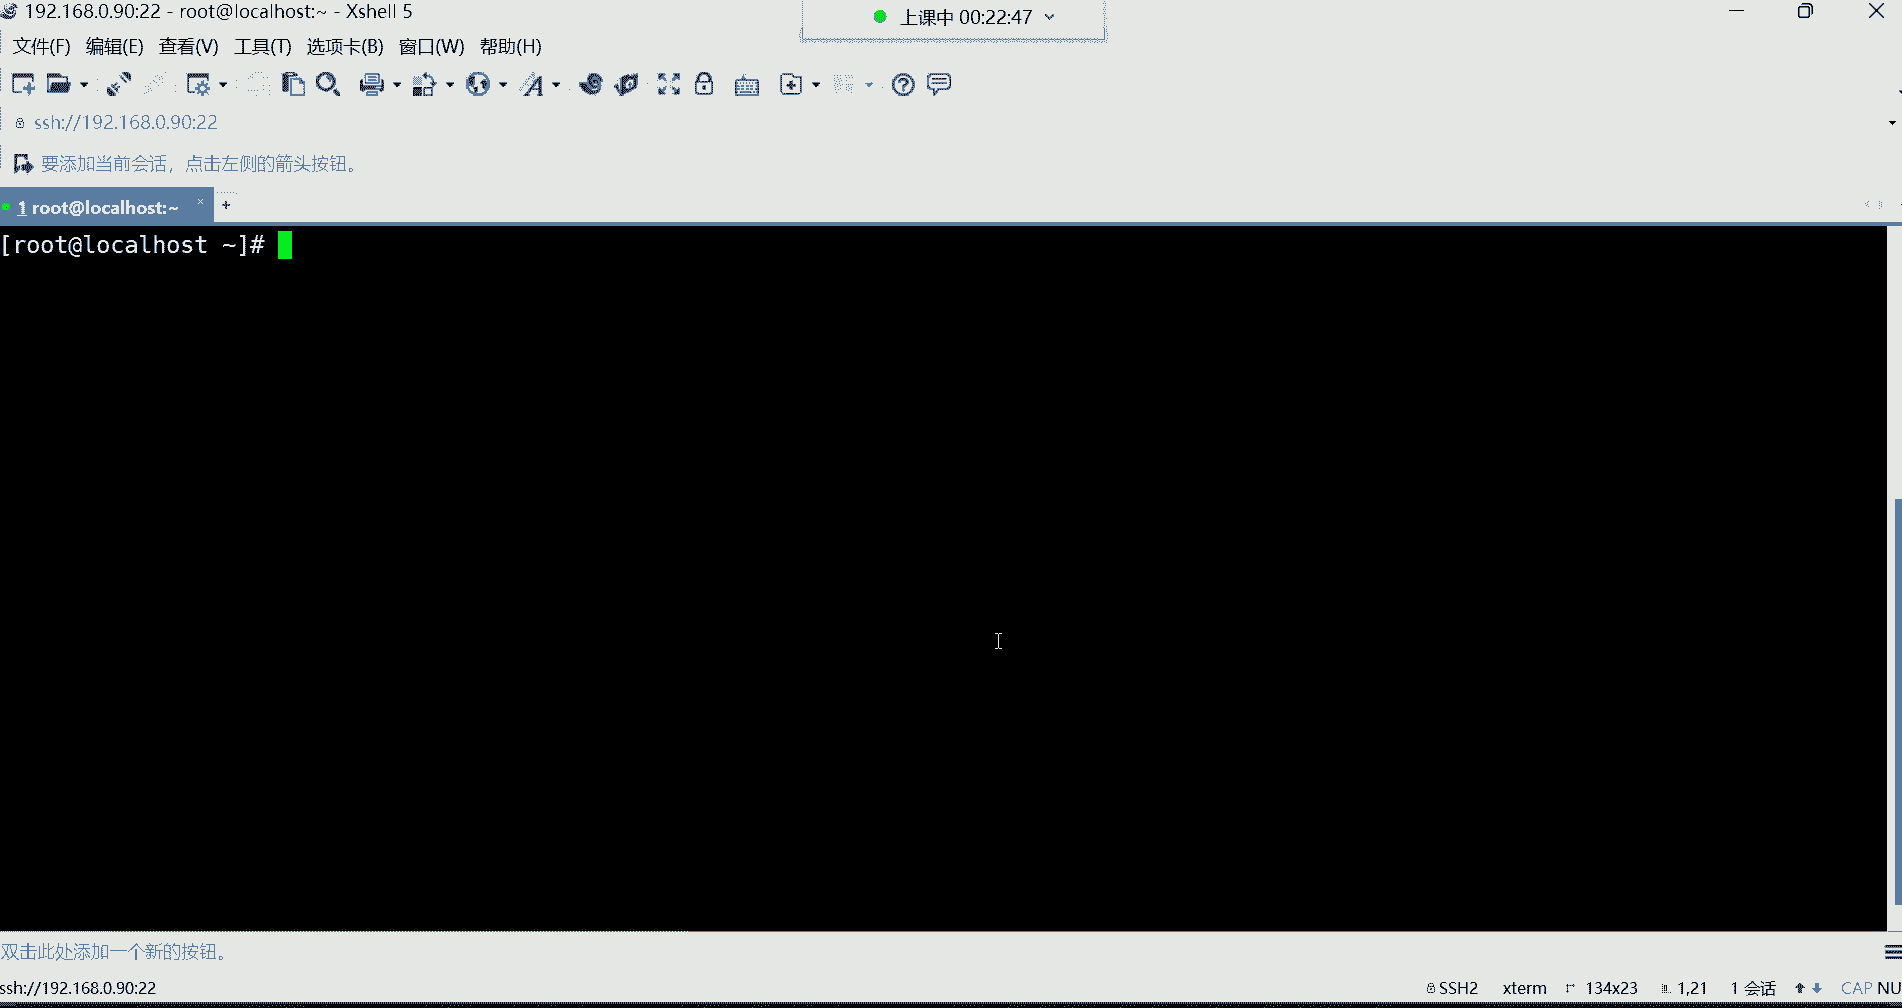 192.168.0.90:22 - root@localhost:~ - Xshell 5
上课中 00:22:47
文件(F) 编辑(E) 查看(V) 工具(T) 选项卡(B) 窗口(W) 帮助(H)
ssh://192.168.0.90:22
要添加当前会话，点击左侧的箭头按钮。
1 root@localhost:~ × +
[root@localhost ~]#
双击此处添加一个新的按钮。
ssh://192.168.0.90:22 SSH2 xterm 134x23 1,21 1 会话 CAP NU